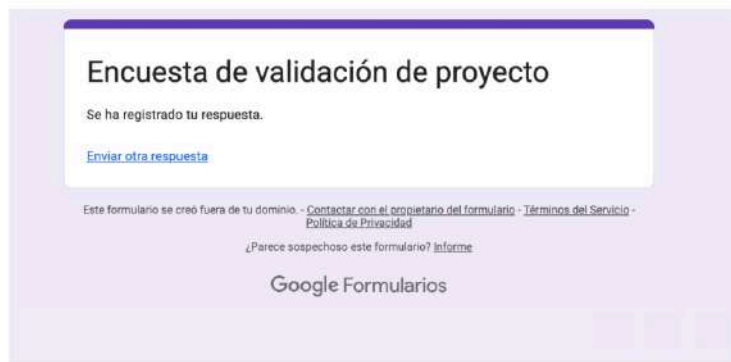 Encuesta de validación de proyecto
Se ha registrado tu respuesta.
Enviar otra respuesta
Este formulario se creó fuera de tu dominio. - Contactar con el propietario del formulario - Términos del Servicio -
Política de Privacidad
¿Parece sospechoso este formulario? Informe
Google Formularios